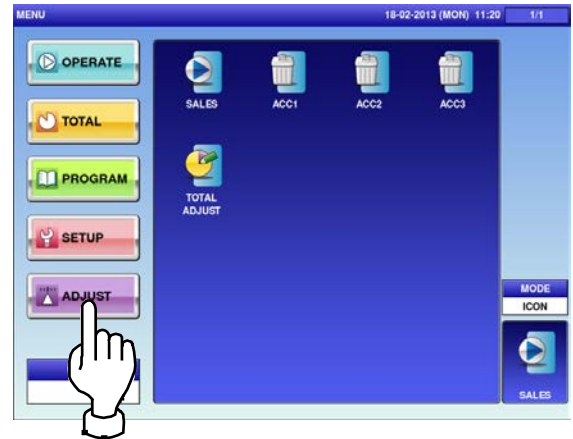 MENU
18-02-2013 (MON) 11:20
1/1
OPERATE
TOTAL
PROGRAM
SETUP
ADJUST
SALES
ACC1
ACC2
ACC3
TOTAL
ADJUST
MODE
ICON
SALES